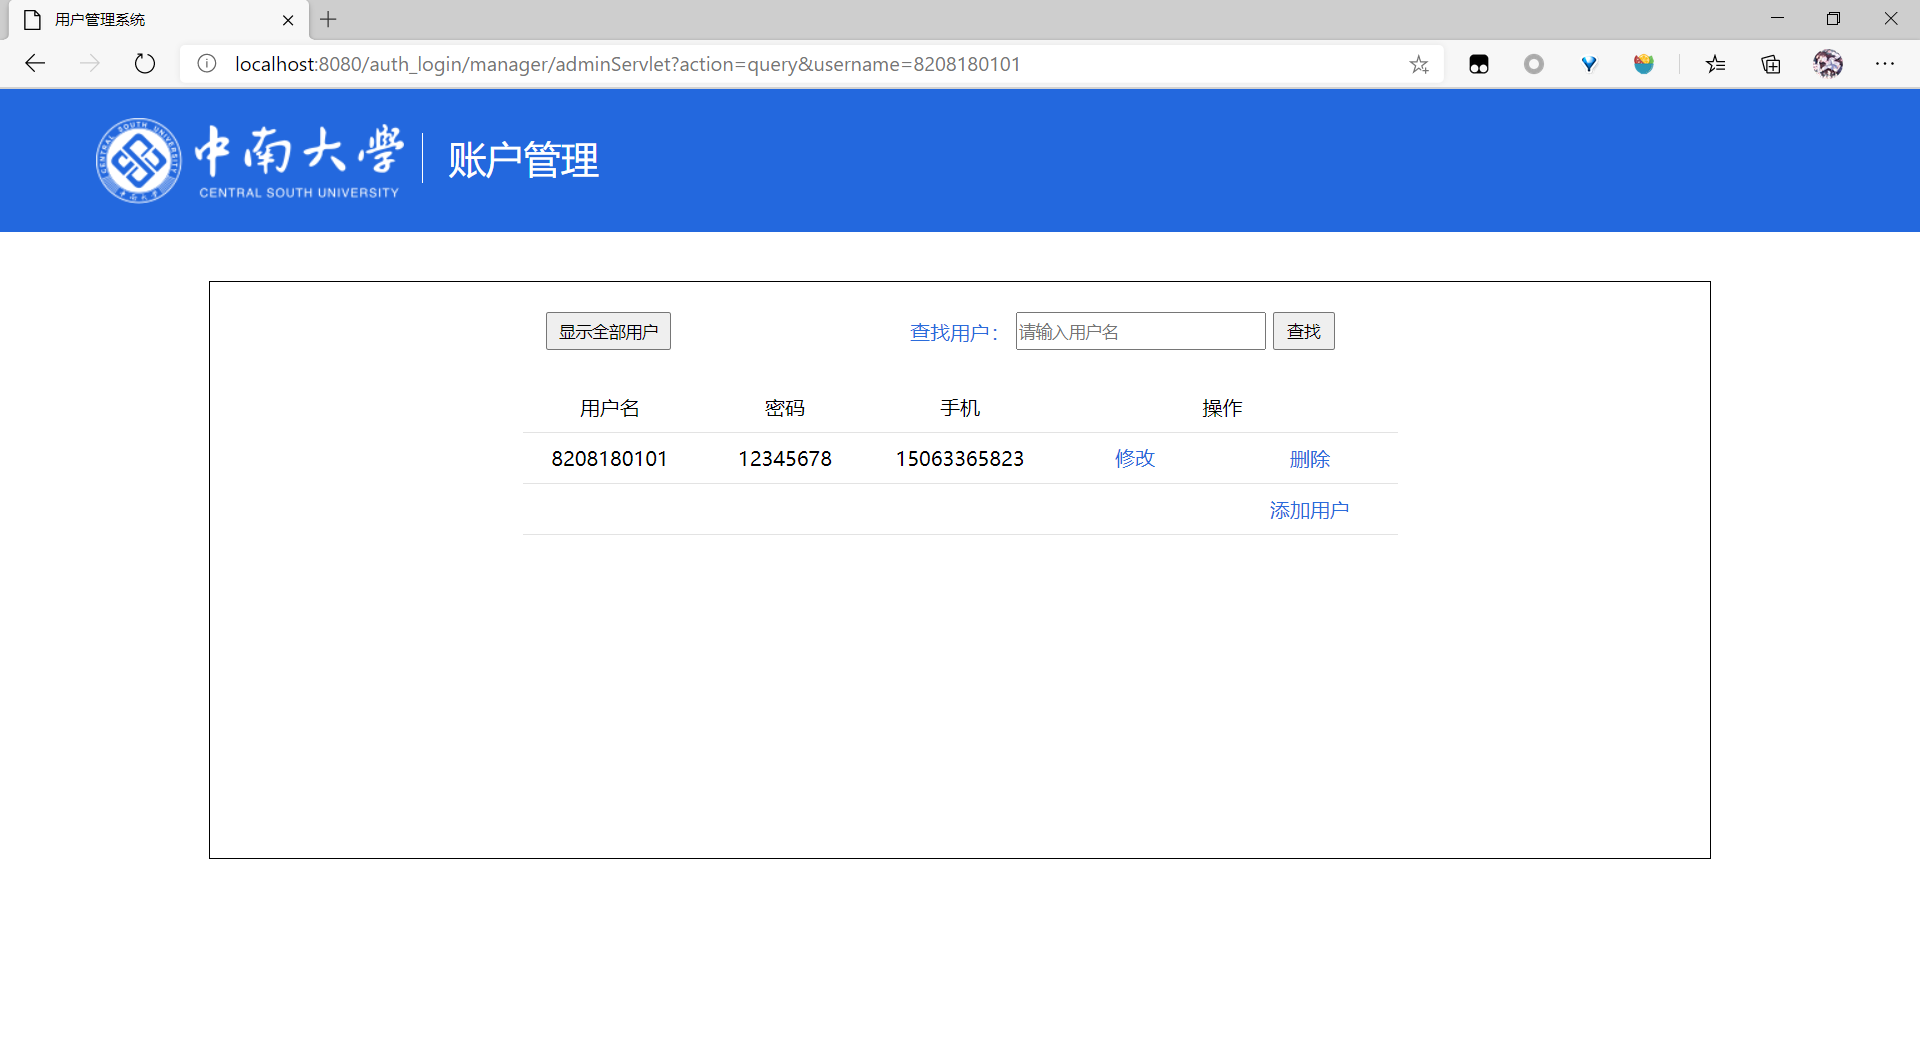 用户管理系统
localhost:8080/auth_login/manager/adminServlet?action=query&username=8208180101
中南大学 账户管理
CENTRAL SOUTH UNIVERSITY
显示全部用户 查找用户： 请输入用户名 查找
用户名 密码 手机 操作
8208180101 12345678 15063365823 修改 删除
添加用户